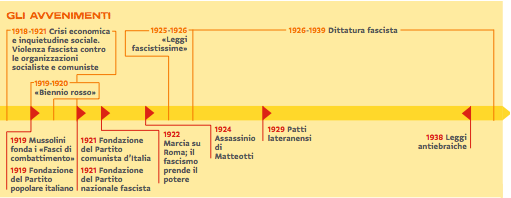 GLI AVVENIMENTI
1918-1921 Crisi economica
e inquietudine sociale.
Violenza fascista contro
le organizzazioni
socialiste e comuniste
1925-1926
«Leggi
fascistissime»
1926-1939 Dittatura fascista
1919-1920
«Biennio rosso»
1919 Mussolini
fonda i «Fasci di
combattimento»
1919 Fondazione
del Partito
popolare italiano
1921 Fondazione
del Partito
comunista d'Italia
1921 Fondazione
del Partito
nazionale fascista
1922
Marcia su
Roma; il
fascismo
prende il
potere
1924
Assassinio
di
Matteotti
1929 Patti
lateranensi
1938 Leggi
antiebraiche